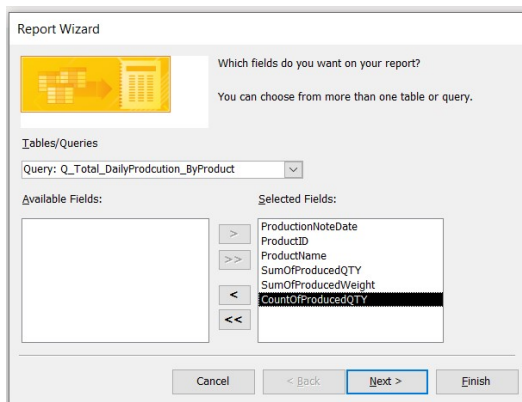 Report Wizard
Which fields do you want on your report?
You can choose from more than one table or query.
Tables/Queries
Query: Q_Total_DailyProdcution_ByProduct
Available Fields:
Selected Fields:
ProductionNoteDate
ProductID
ProductName
SumOfProducedQTY
SumOfProducedWeight
CountOfProducedQTY
>
>>
<
<<
Cancel
< Back
Next >
Finish